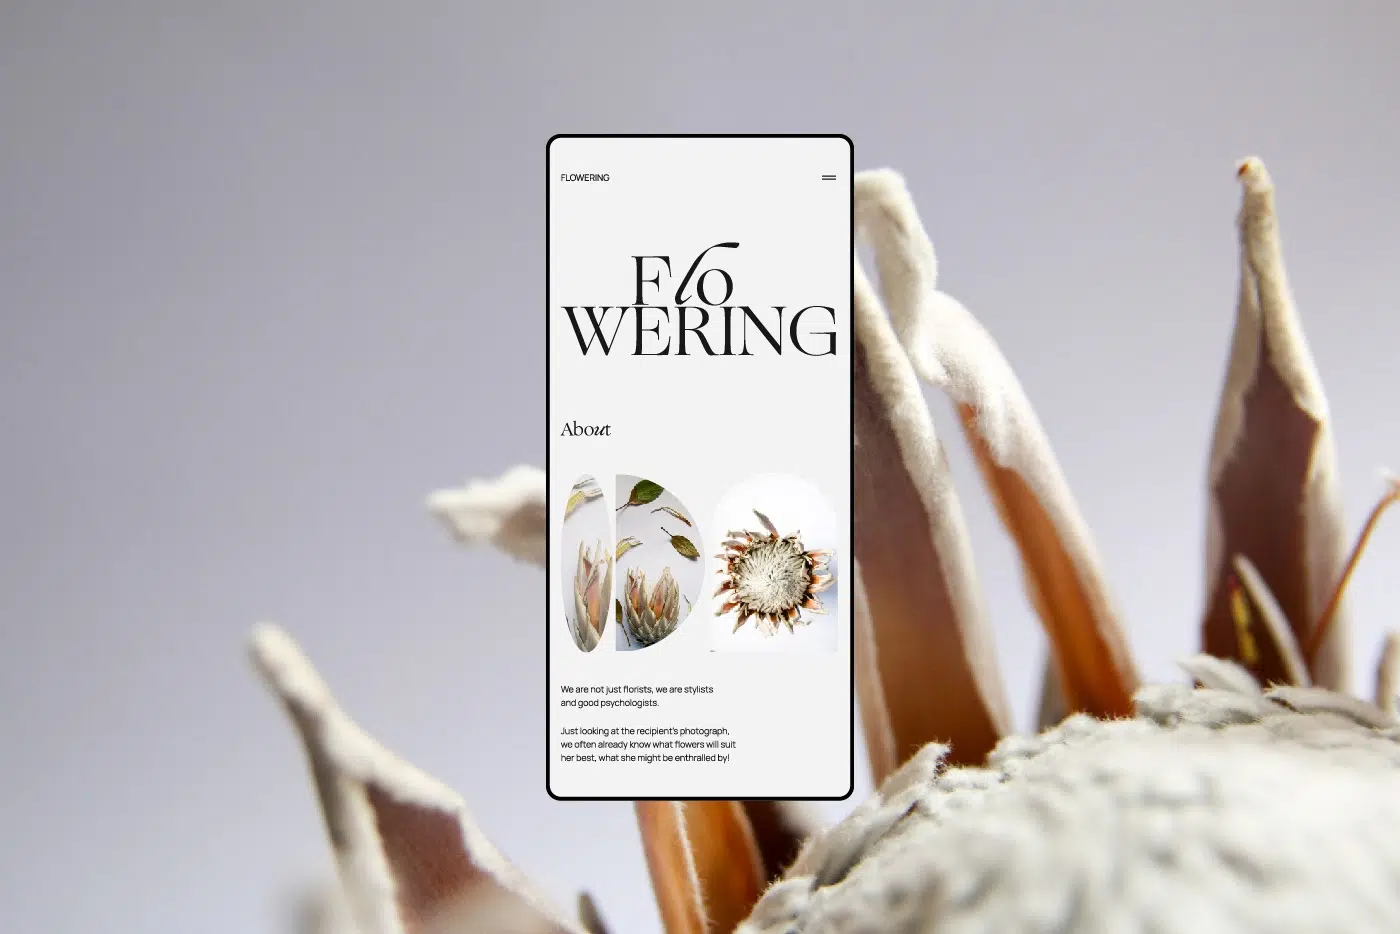 FLOWERING
Flo
WERING
About
We are not just florists, we are stylists
and good psychologists.
Just looking at the recipient's photograph,
we often already know what flowers will suit
her best, what she might be enthralled by!